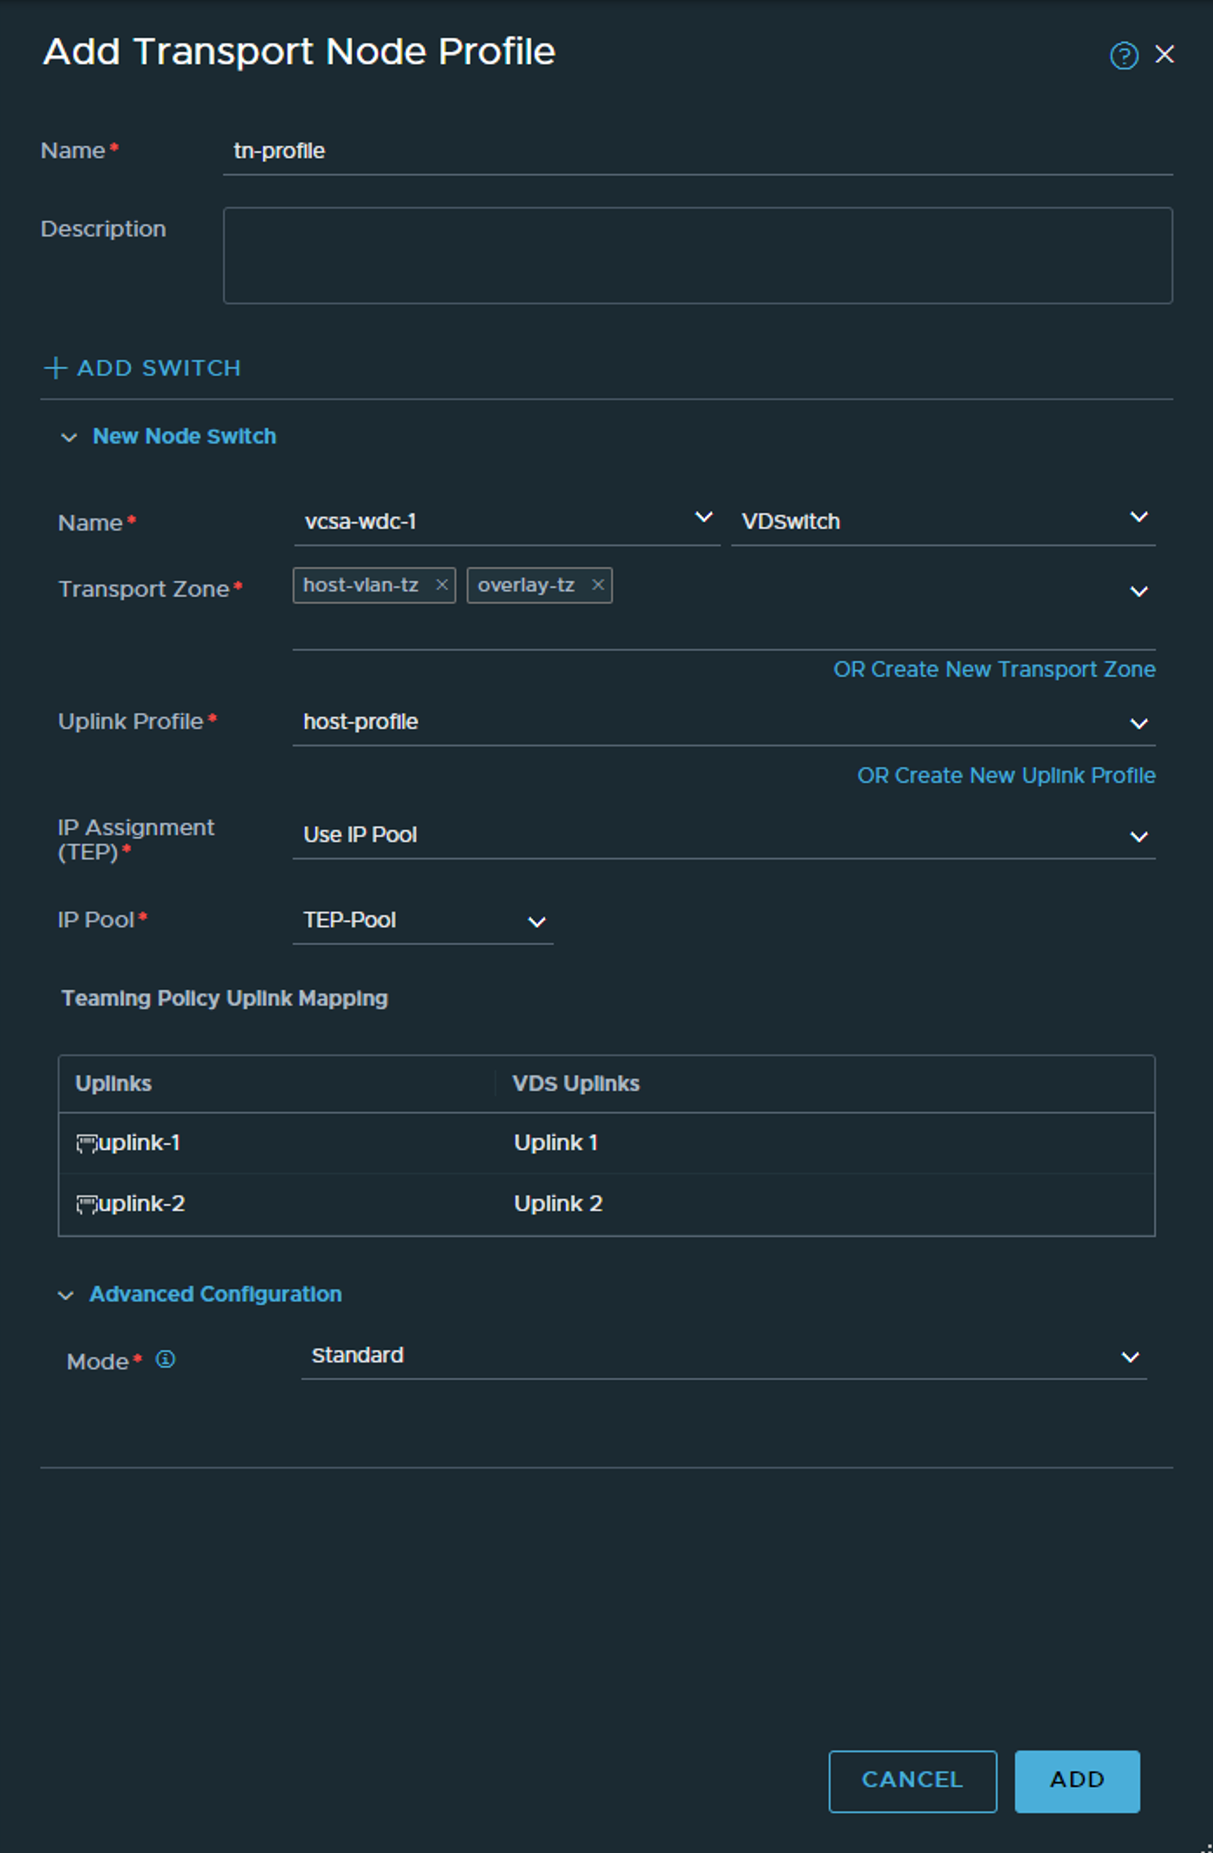 Add Transport Node Profile
Name* tn-profile
Description
ADD SWITCH
New Node Switch
Name* vcsa-wdc-1 VDSwitch
Transport Zone* host-vlan-tz overlay-tz
OR Create New Transport Zone
Uplink Profile* host-profile
OR Create New Uplink Profile
IP Assignment
(TEP)* Use IP Pool
IP Pool* TEP-Pool
Teaming Policy Uplink Mapping
Uplinks VDS Uplinks
uplink-1 Uplink 1
uplink-2 Uplink 2
Advanced Configuration
Mode* Standard
CANCEL ADD